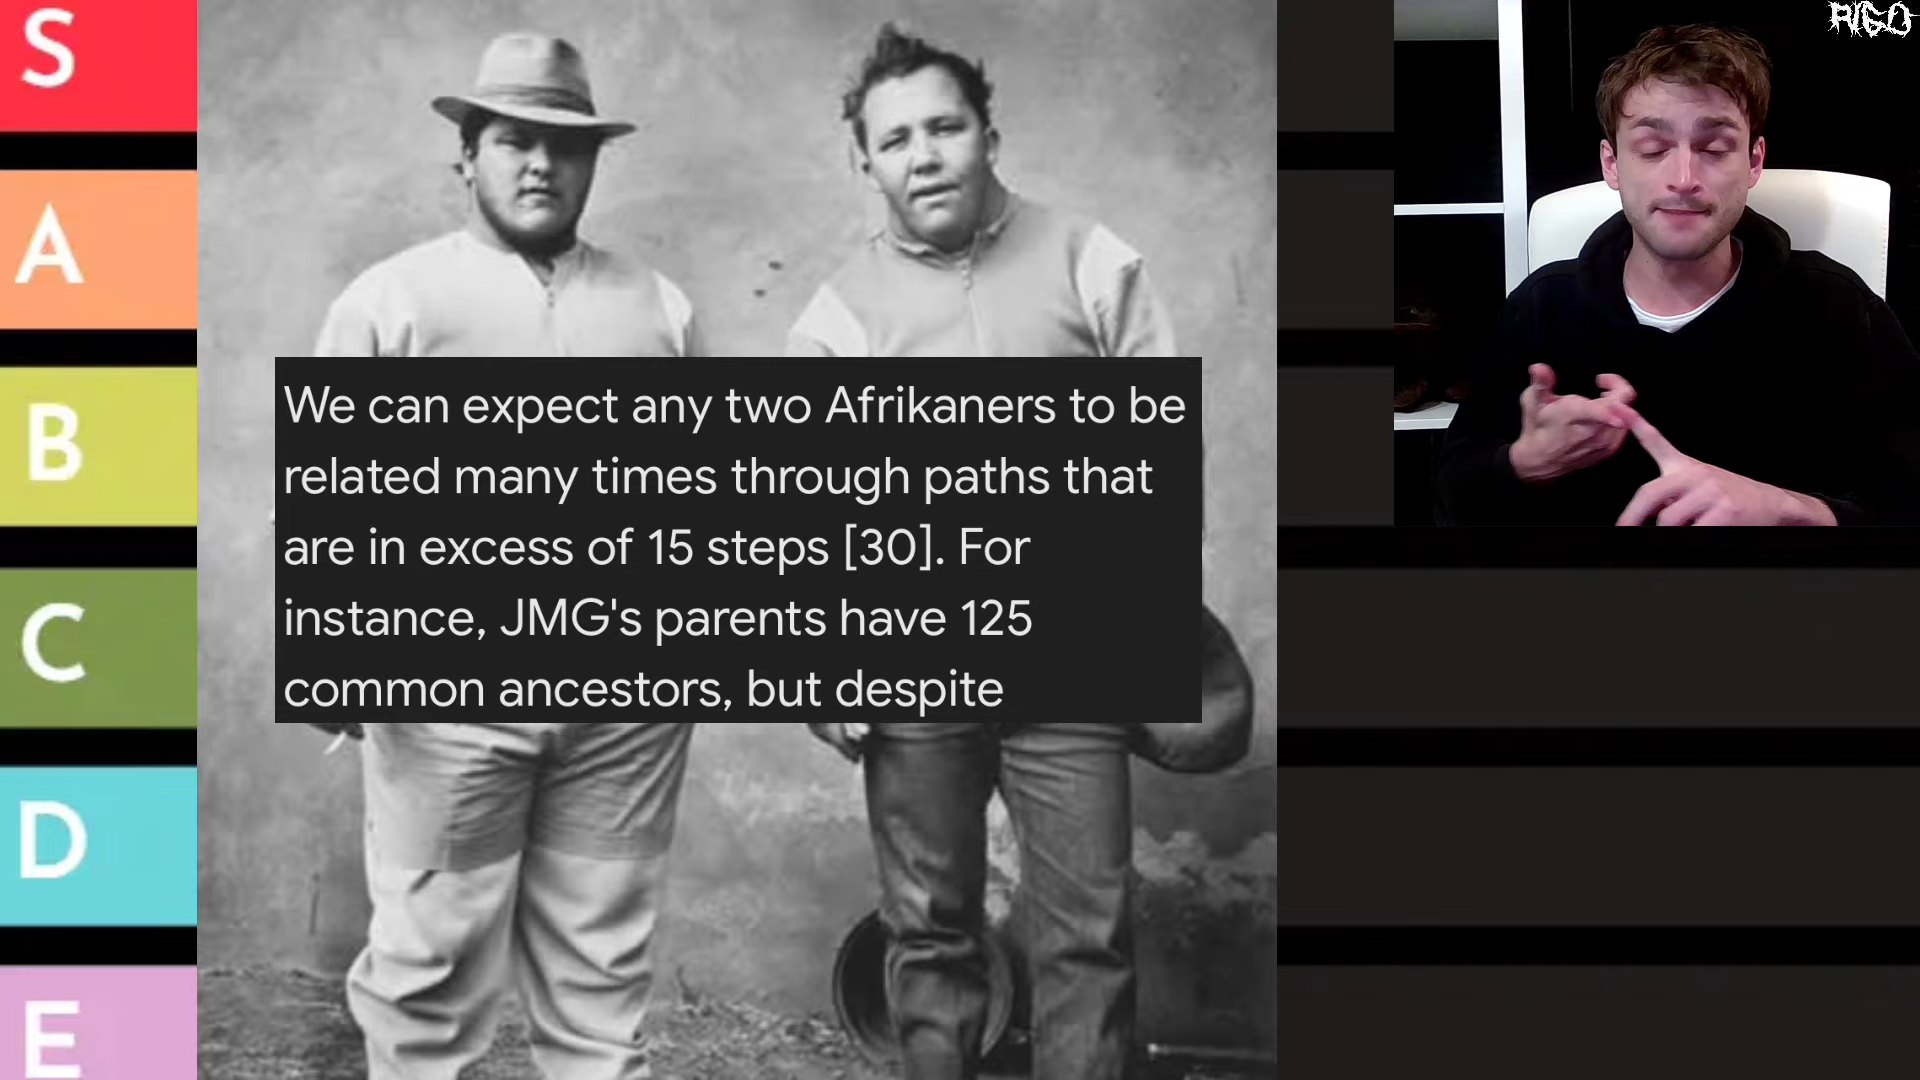 S
A
B
C
D
E
We can expect any two Afrikaners to be
related many times through paths that
are in excess of 15 steps [30]. For
instance, JMG's parents have 125
common ancestors, but despite
RIGO